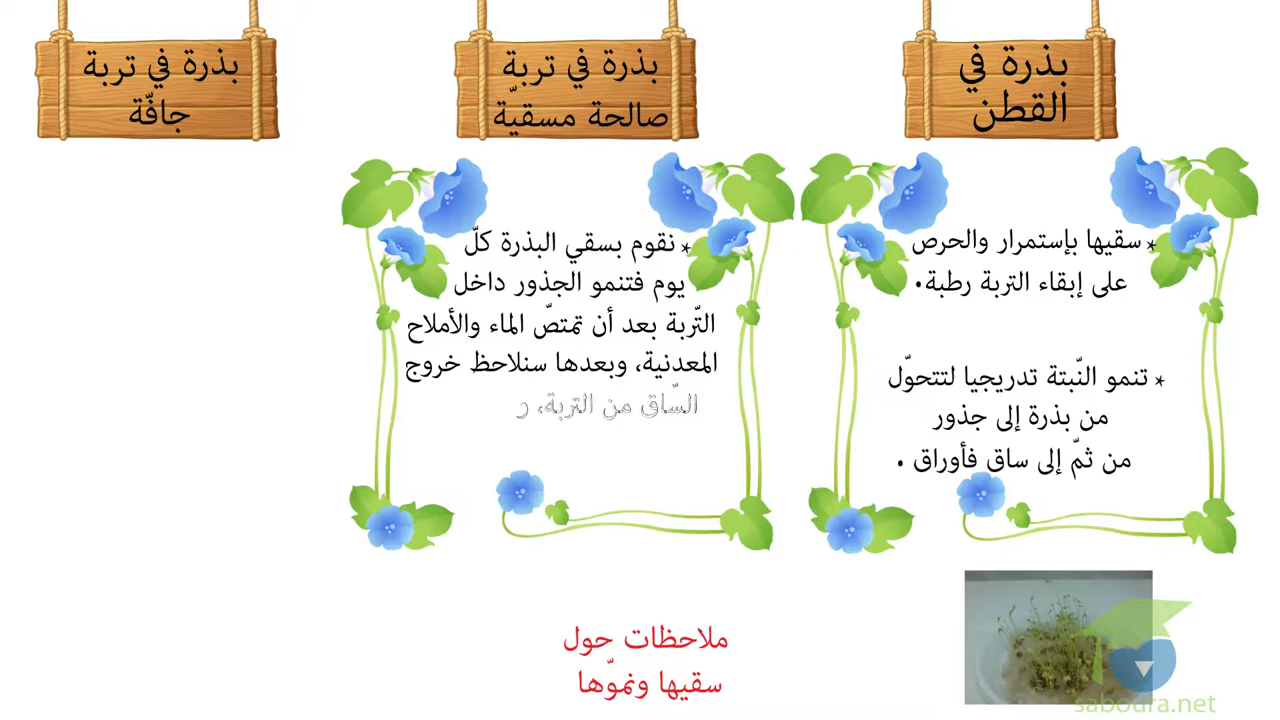 بذرة في
القطن
بذرة في تربة
صالحة مسقيّة
بذرة في تربة
جافّة
* سقيها بإستمرار والحرص
على إبقاء التربة رطبة.
* تنمو النّبتة تدريجيا لتتحوّل
من بذرة إلى جذور
من ثمّ إلى ساق فأوراق .
* نقوم بسقي البذرة كلّ
يوم فتنمو الجذور داخل
التّربة بعد أن تمتصّ الماء والأملاح
المعدنية، وبعدها سنلاحظ خروج
السّاق من التربة، ر
ملاحظات حول
سقيها ونموّها
saboura.net